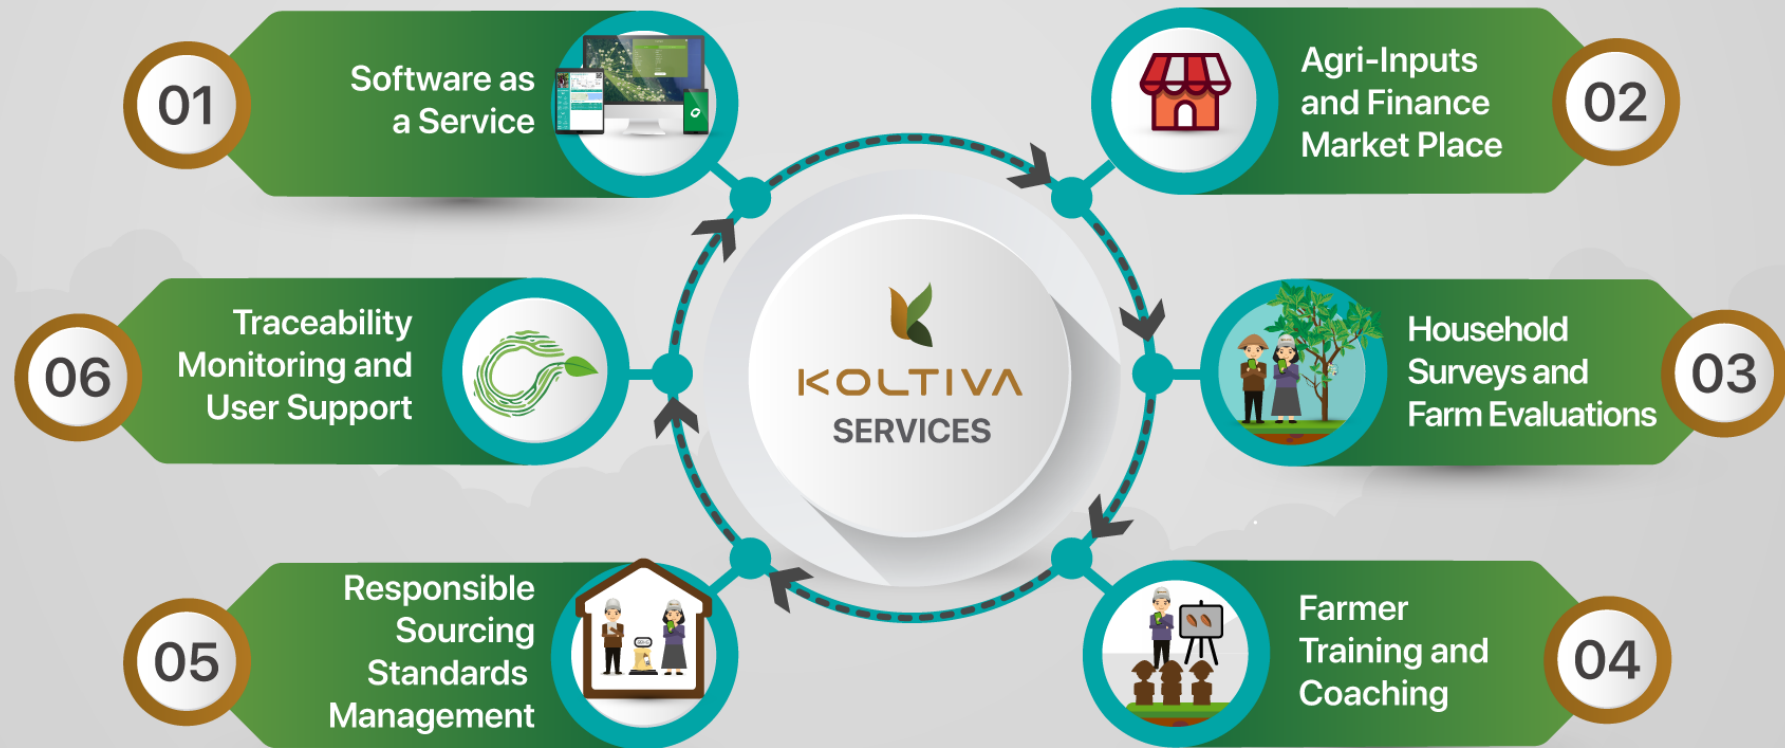 01
Software as
a Service
02
Agri-Inputs
and Finance
Market Place
03
Household
Surveys and
Farm Evaluations
04
Farmer
Training and
Coaching
05
Responsible
Sourcing
Standards
Management
06
Traceability
Monitoring and
User Support
KOLTIVA
SERVICES